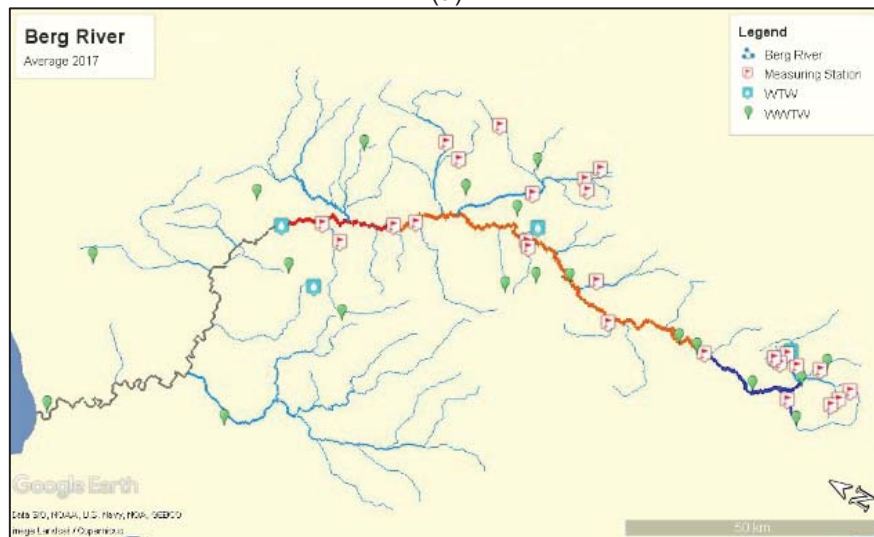 Berg River
Average 2017
Legend
Berg River
Measuring Station
WTW
WWTW
Google Earth
Data SIO, NOAA, U.S. Navy, NGA, GEBCO
Image Landsat / Copernicus
N
50 km